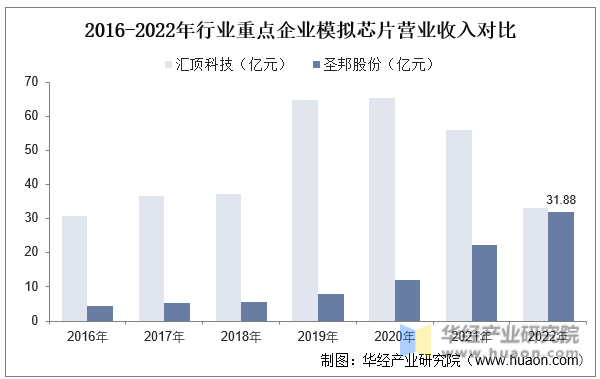 2016-2022年行业重点企业模拟芯片营业收入对比
汇顶科技（亿元） 圣邦股份（亿元）
70
60
50
40
30
20
10
0
31.88
2016年 2017年 2018年 2019年 2020年 2021年 2022年
华经产业研究院
www.huaon.com
制图：华经产业研究院（www.huaon.com）